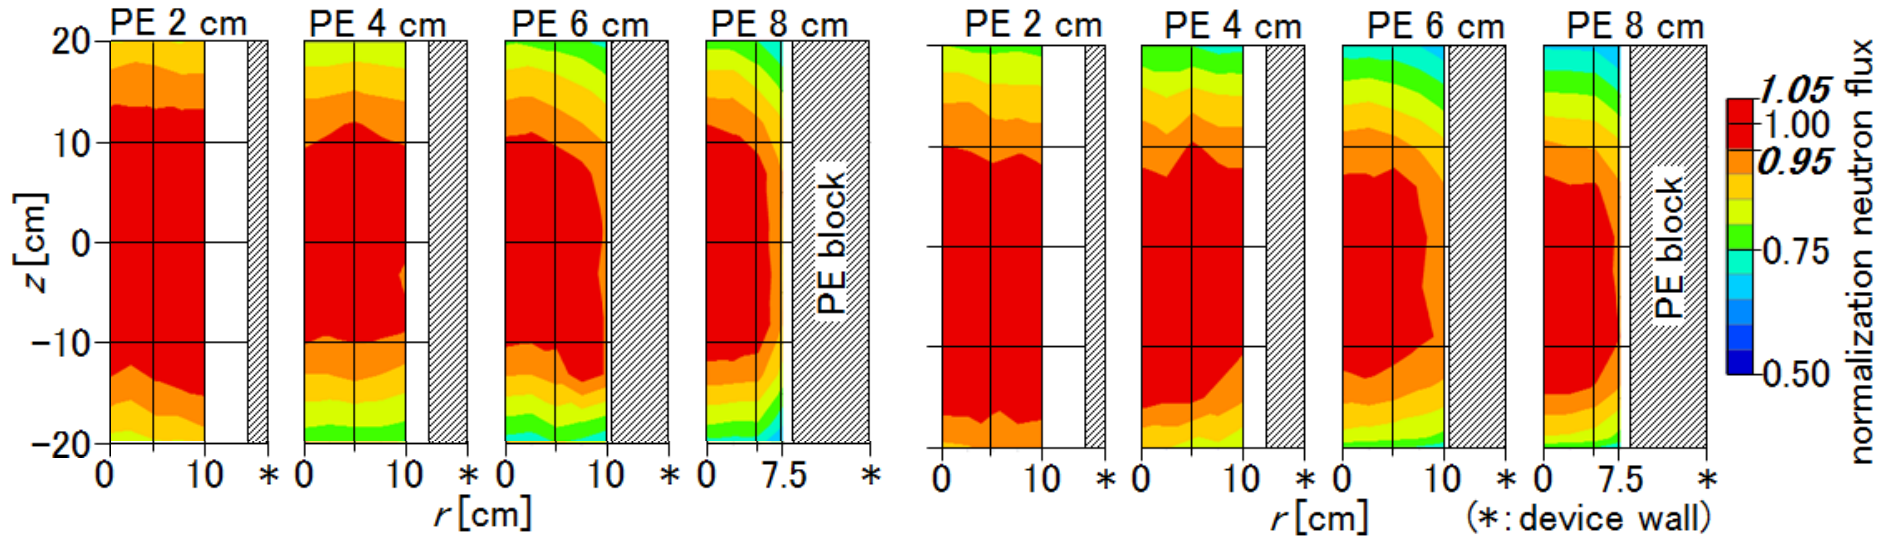 PE 2 cm PE 4 cm PE 6 cm PE 8 cm PE 2 cm PE 4 cm PE 6 cm PE 8 cm
20
10
0
−10
−20
z[cm]
PE block
PE block
0 10 * 0 10 * 0 10 * 0 7.5 * 0 10 * 0 10 * 0 10 * 0 7.5 *
r[cm] r[cm] (*:device wall)
1.05
1.00
0.95
0.75
0.50
normalization neutron flux